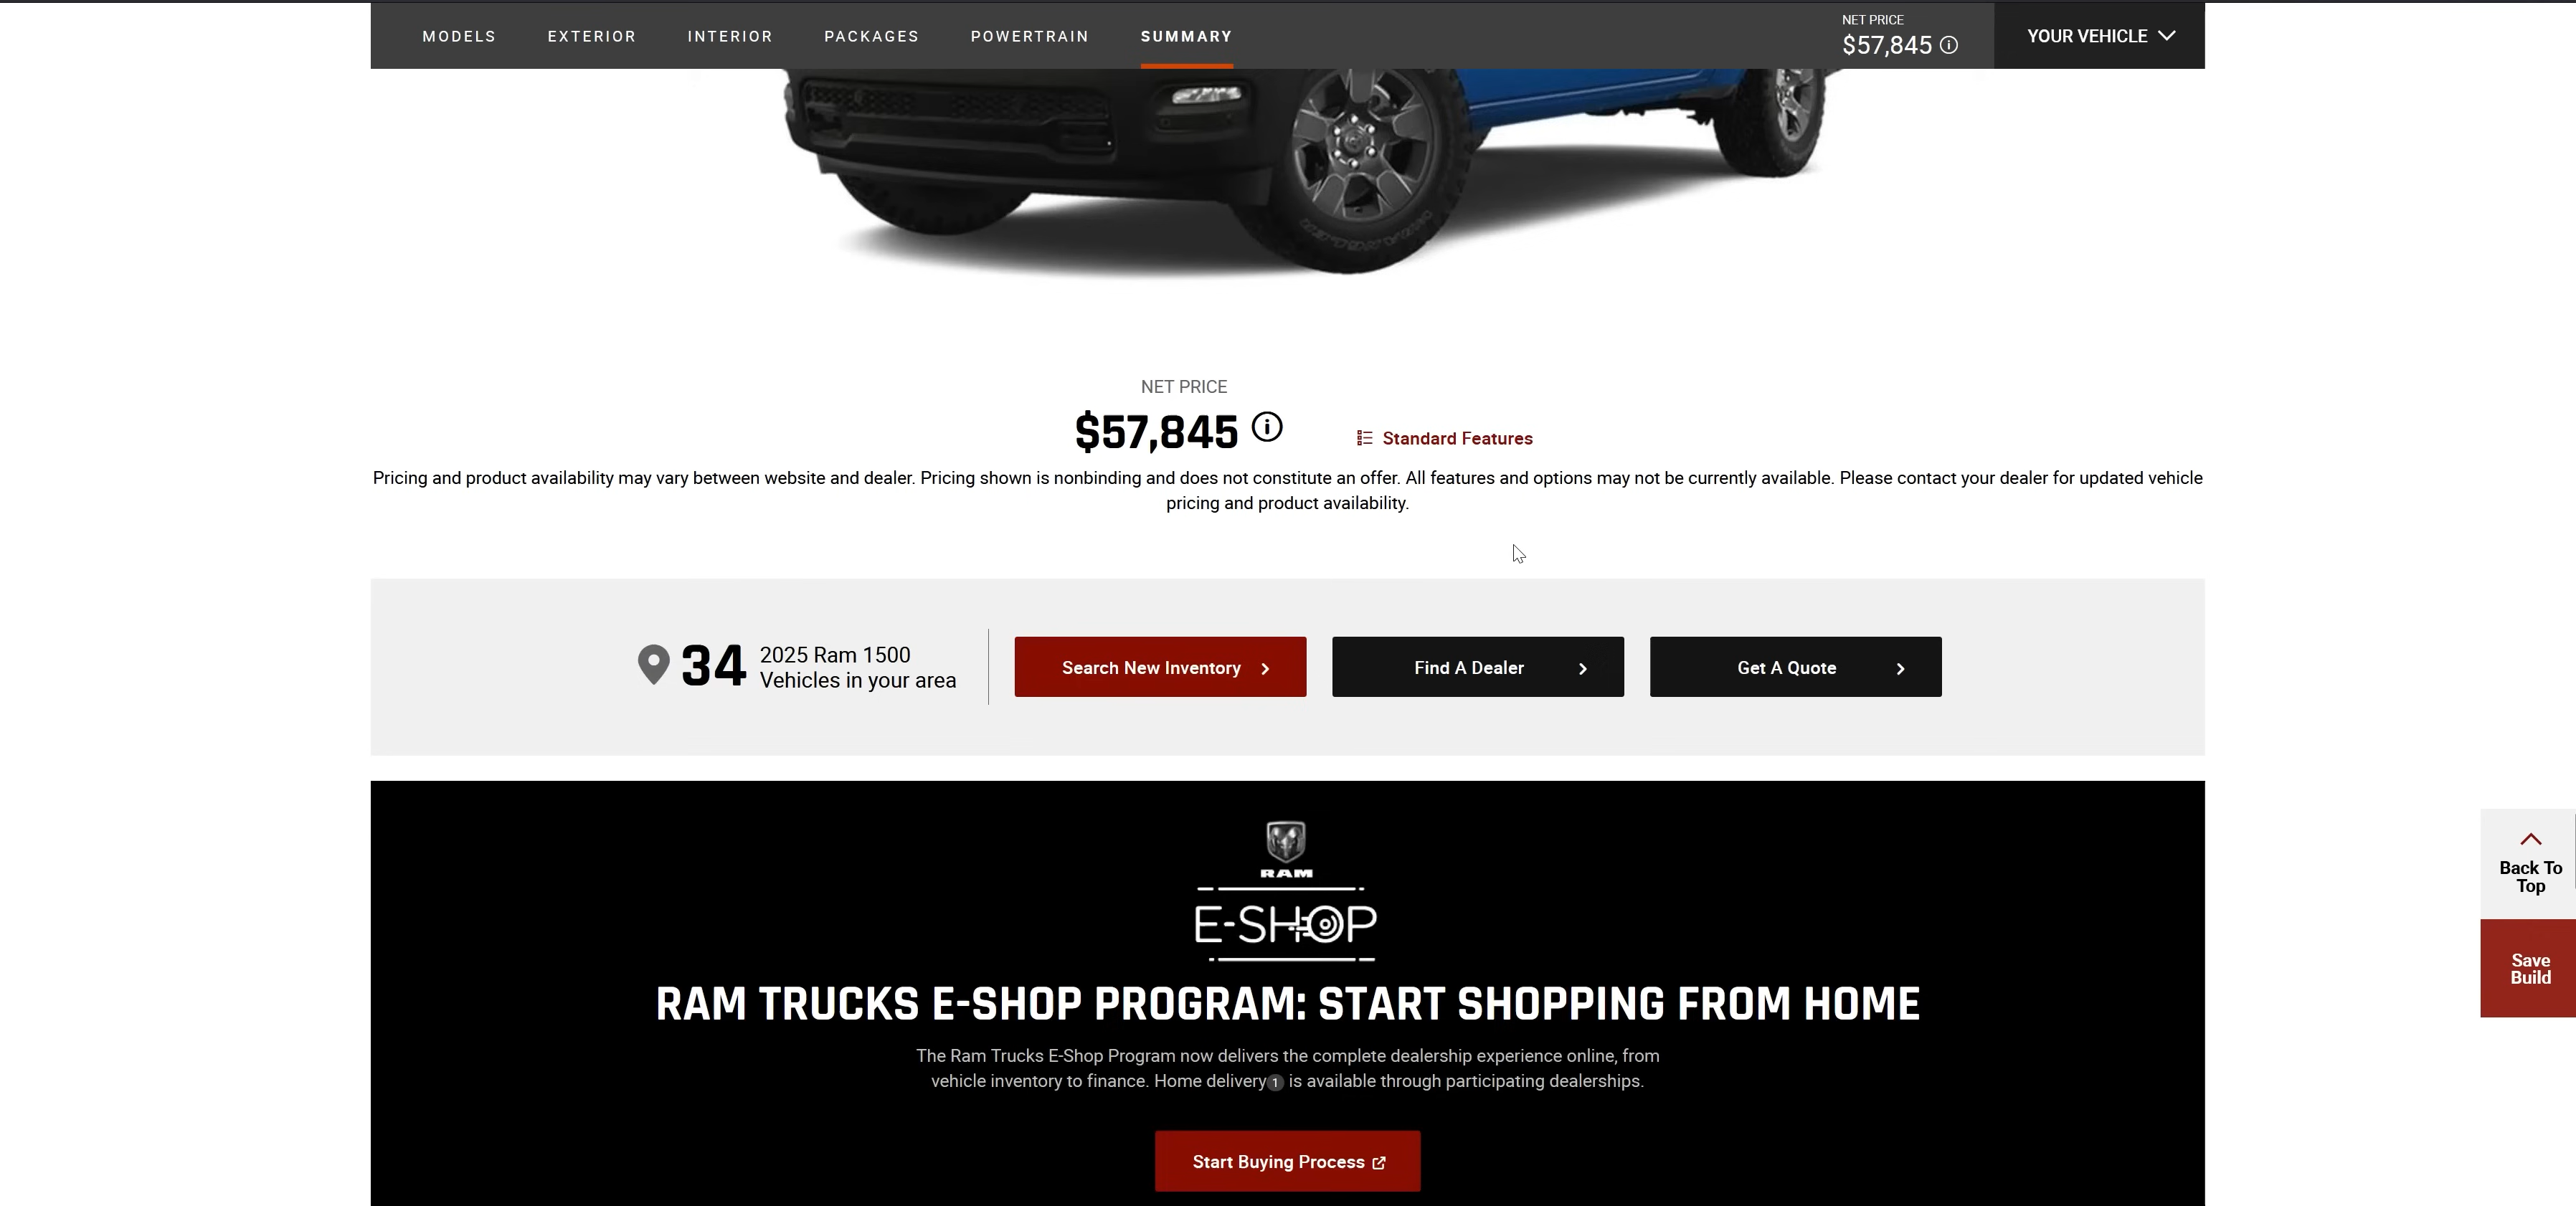 MODELS EXTERIOR INTERIOR PACKAGES POWERTRAIN SUMMARY
NET PRICE
$57,845
YOUR VEHICLE
NET PRICE
$57,845
Standard Features
Pricing and product availability may vary between website and dealer. Pricing shown is nonbinding and does not constitute an offer. All features and options may not be currently available. Please contact your dealer for updated vehicle
pricing and product availability.
34
2025 Ram 1500
Vehicles in your area
Search New Inventory
Find A Dealer
Get A Quote
RAM
E-SHOP
RAM TRUCKS E-SHOP PROGRAM: START SHOPPING FROM HOME
The Ram Trucks E-Shop Program now delivers the complete dealership experience online, from
vehicle inventory to finance. Home delivery 1 is available through participating dealerships.
Start Buying Process
Back To
Top
Save
Build